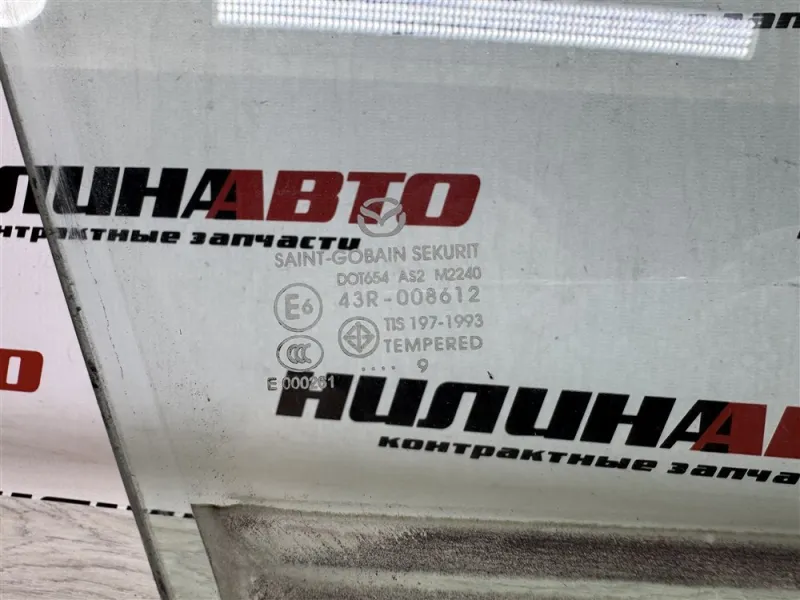 НИЛИНААВТО
контрактные запчасти
SAINT-GOBAIN SEKURIT
DOT654 AS2 M2240
E6 43R-008612
TIS 197-1993
CCC TEMPERED
.... 9
E 000261
НИЛИНААВ
контрактные запча